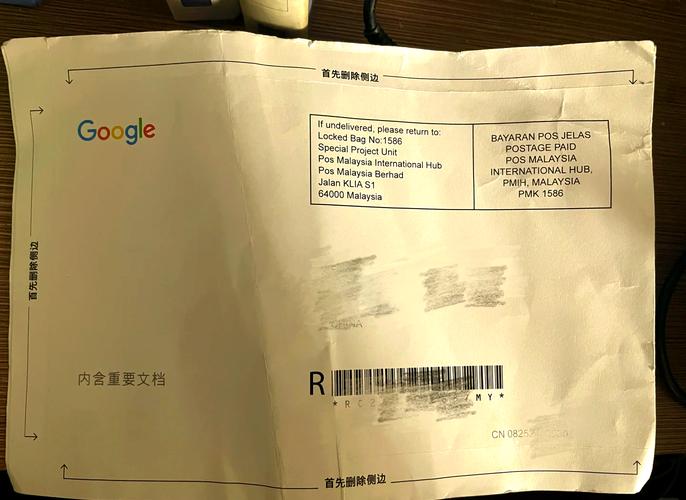 首先删除侧边
Google
If undelivered, please return to:
Locked Bag No:1586
Special Project Unit
Pos Malaysia International Hub
Pos Malaysia Berhad
Jalan KLIA S1
64000 Malaysia
BAYARAN POS JELAS
POSTAGE PAID
POS MALAYSIA
INTERNATIONAL HUB,
PMIH, MALAYSIA
PMK 1586
首先删除侧边
CHINA
内含重要文档
R
MY*
首先删除侧边